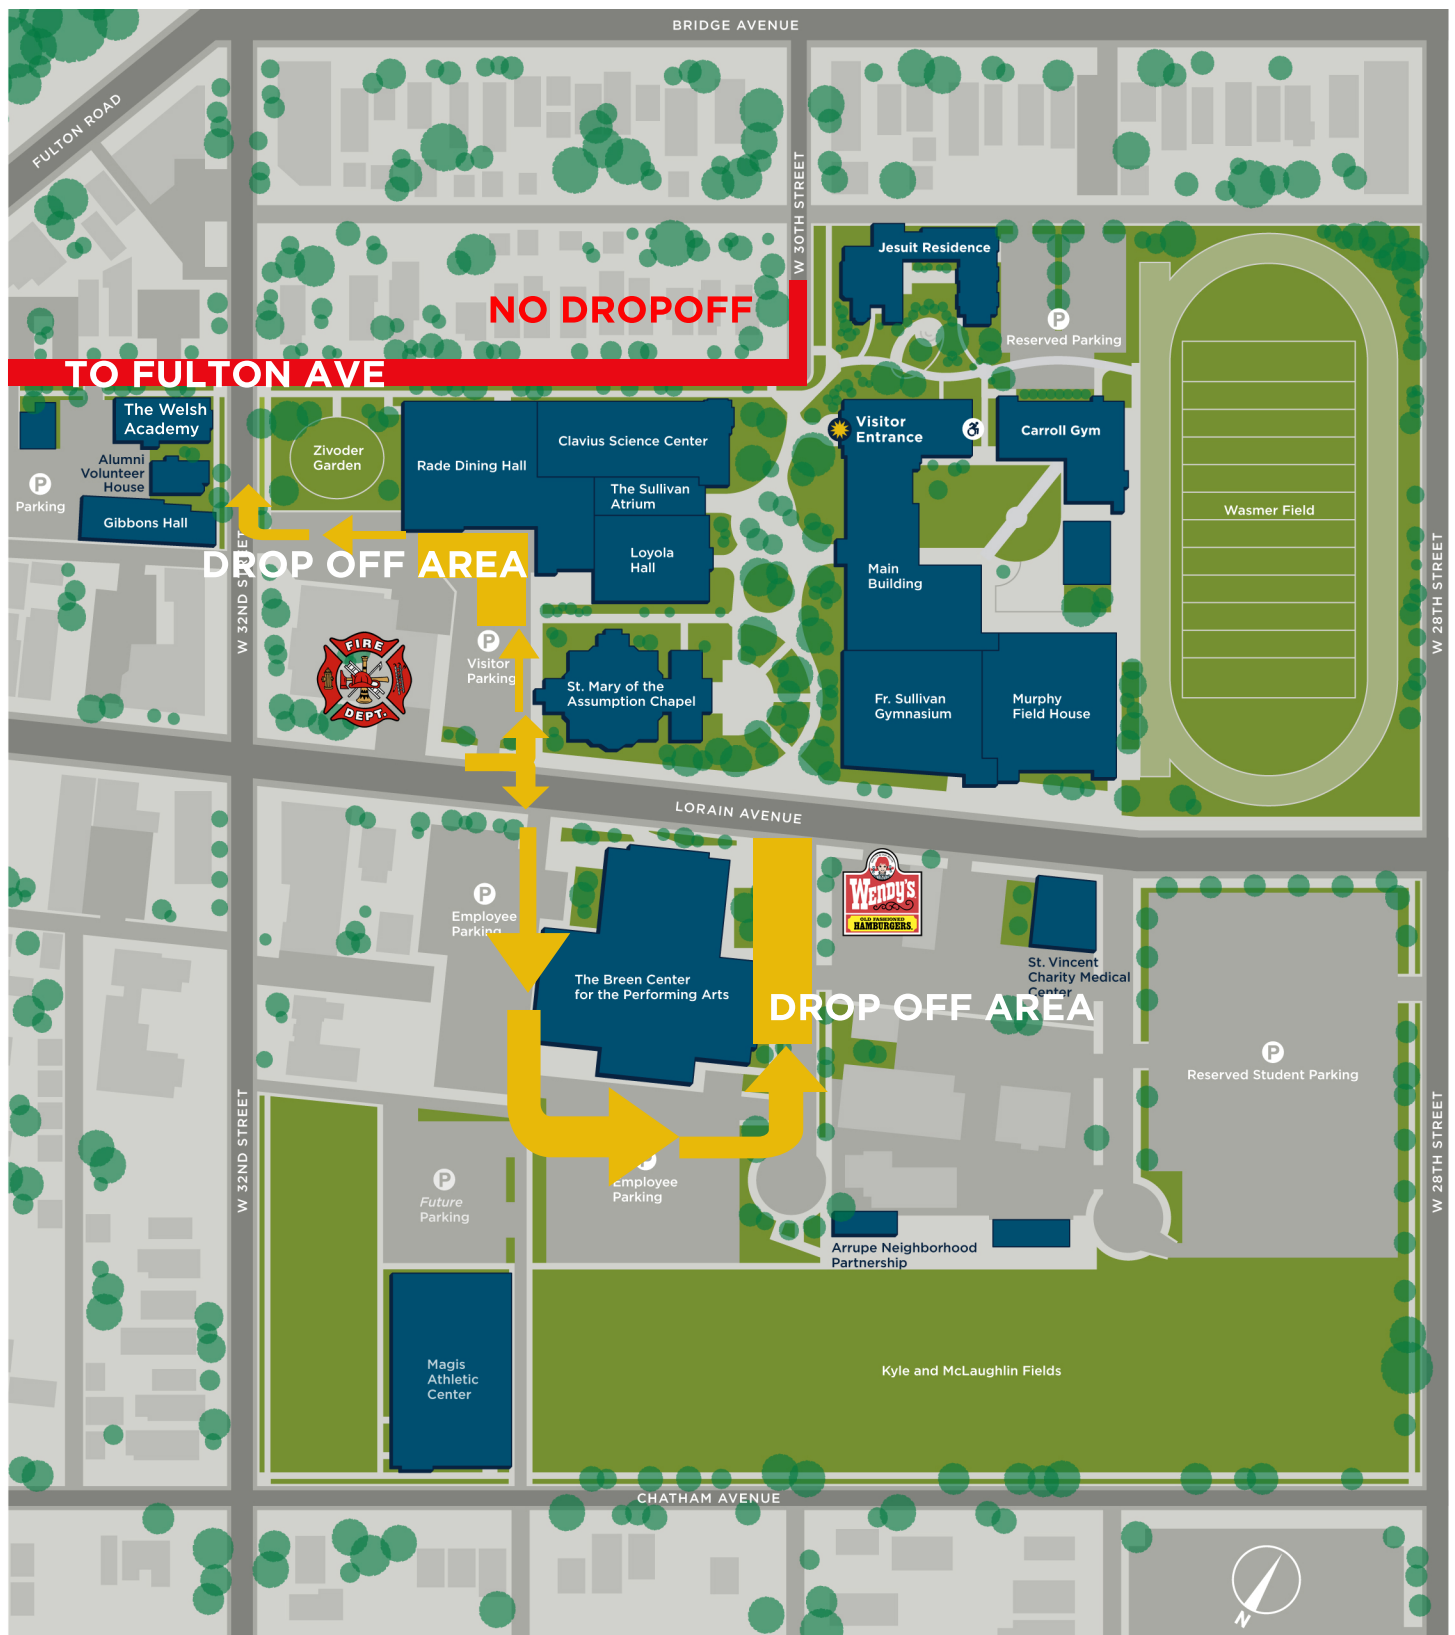 BRIDGE AVENUE
FULTON ROAD
W 30TH STREET
Jesuit Residence
NO DROPOFF
P
Reserved Parking
TO FULTON AVE
The Welsh
Academy
Visitor
Entrance
Carroll Gym
Clavius Science Center
Zivoder
Garden
Rade Dining Hall
Alumni
Volunteer
House
P
Parking
The Sullivan
Atrium
Gibbons Hall
Wasmer Field
Loyola
Hall
DROP OFF AREA
Main
Building
W 32ND STREET
W 28TH STREET
FIRE
DEPT.
P
Visitor
Parking
St. Mary of the
Assumption Chapel
Fr. Sullivan
Gymnasium
Murphy
Field House
LORAIN AVENUE
WENDY'S
OLD FASHIONED
HAMBURGERS.
P
Employee
Parking
St. Vincent
Charity Medical
Center
The Breen Center
for the Performing Arts
DROP OFF AREA
P
Reserved Student Parking
W 32ND STREET
W 28TH STREET
P
Future
Parking
P
Employee
Parking
Arrupe Neighborhood
Partnership
Magis
Athletic
Center
Kyle and McLaughlin Fields
CHATHAM AVENUE
N